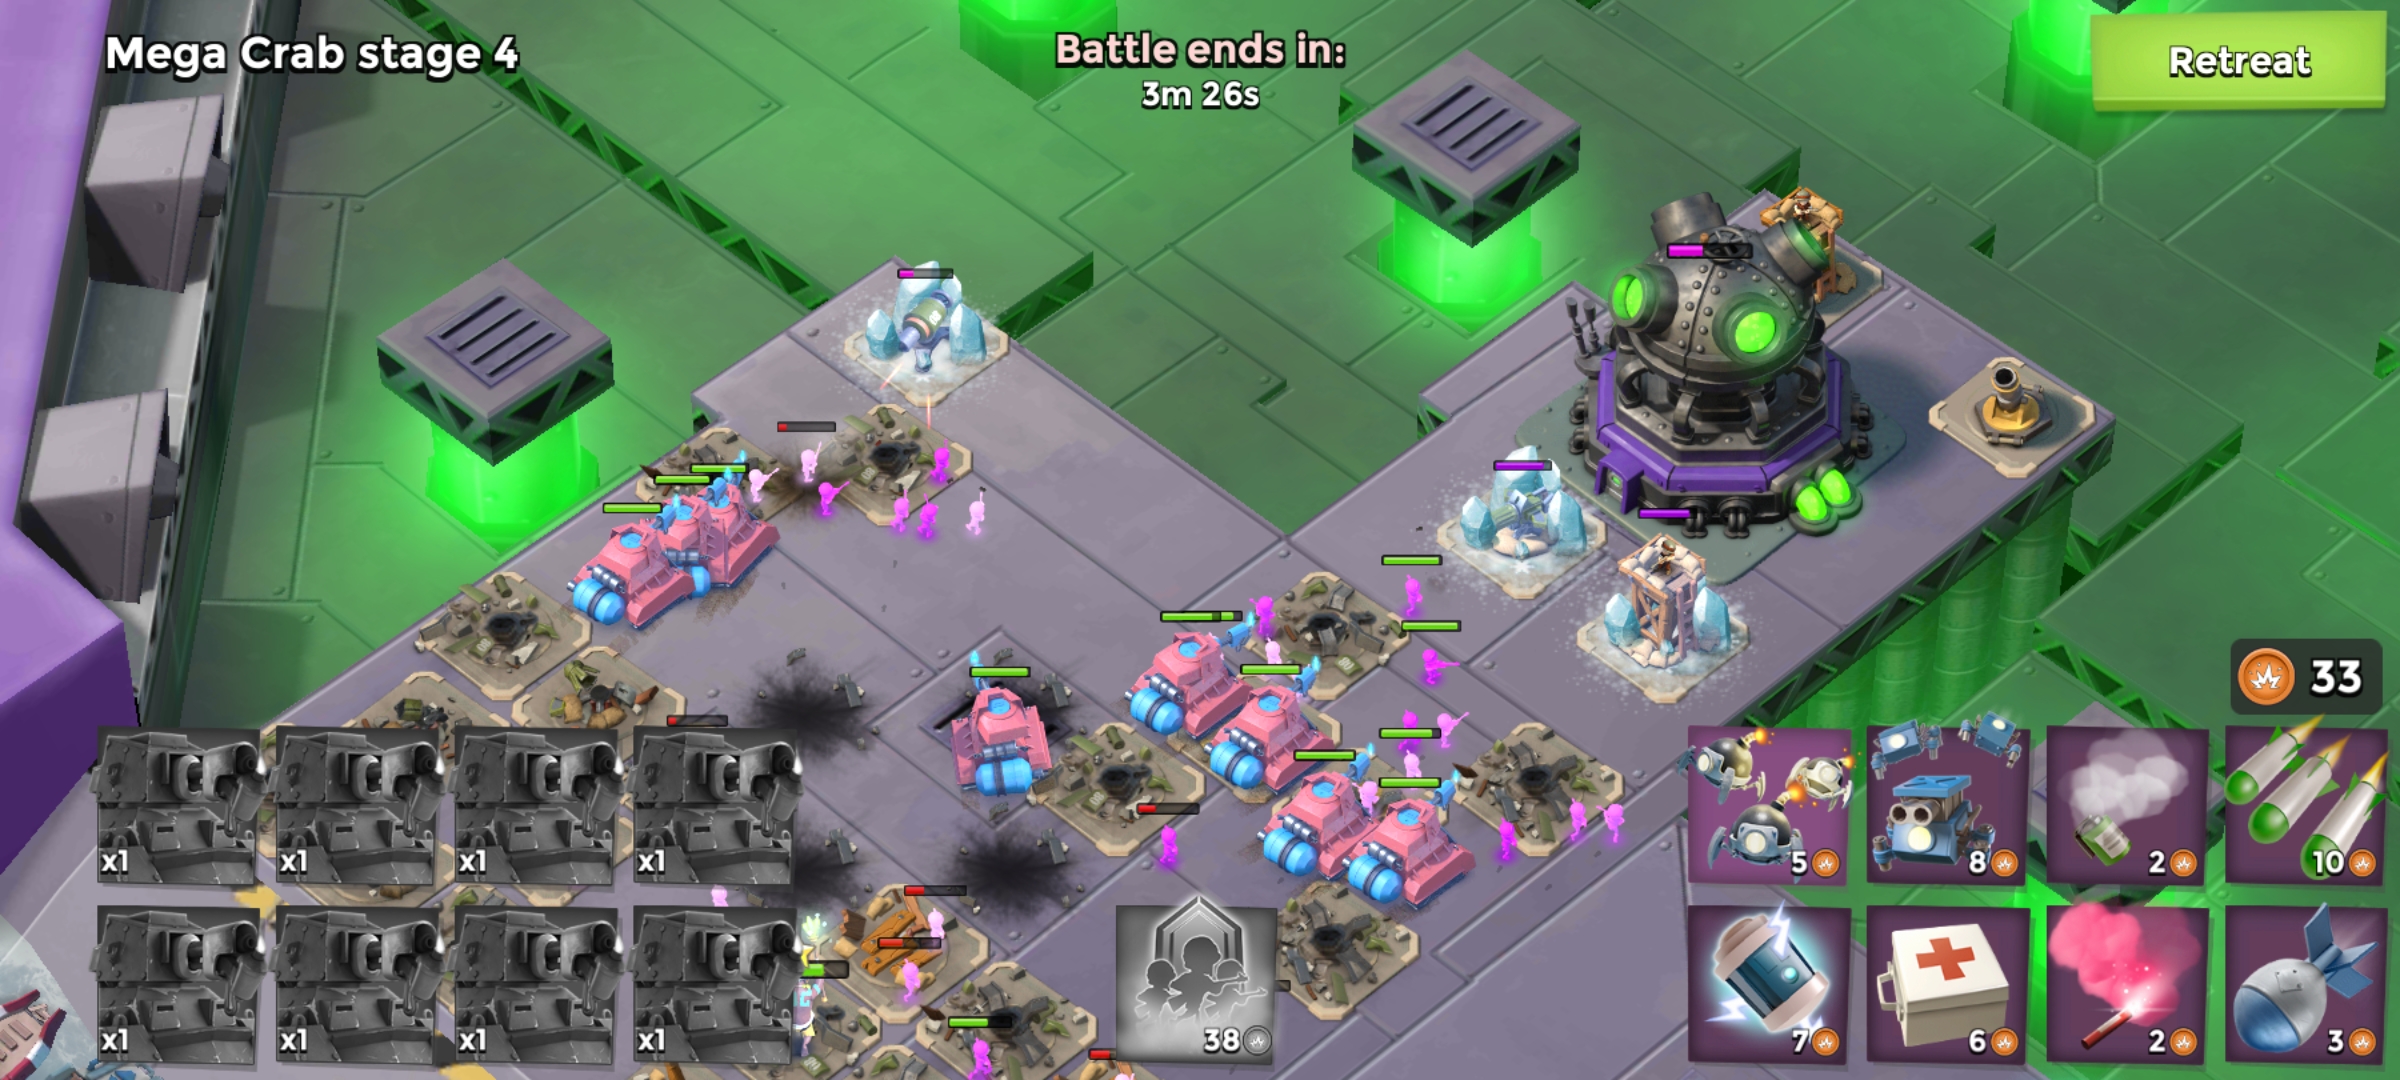 Mega Crab stage 4
Battle ends in:
3m 26s
Retreat
33
x1
x1
x1
x1
5
8
2
10
x1
x1
x1
x1
38
7
6
2
3